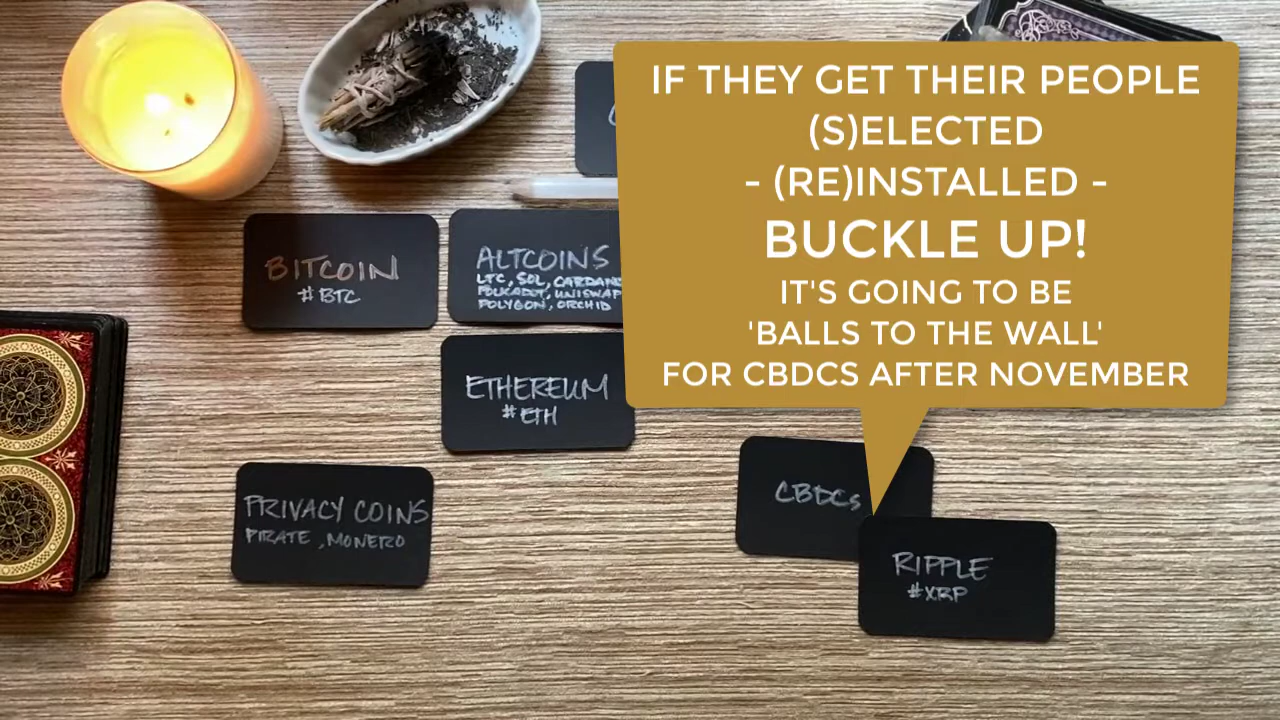 IF THEY GET THEIR PEOPLE
(S)ELECTED
- (RE)INSTALLED -
BUCKLE UP!
IT'S GOING TO BE
'BALLS TO THE WALL'
FOR CBDCS AFTER NOVEMBER
BITCOIN
#BTC
ALTCOINS
LTC, SOL, CARDANO
POLKADOT, UNISWAP
POLYGON, ORCHID
ETHEREUM
#ETH
PRIVACY COINS
PIRATE, MONERO
CBDCs
RIPPLE
#XRP